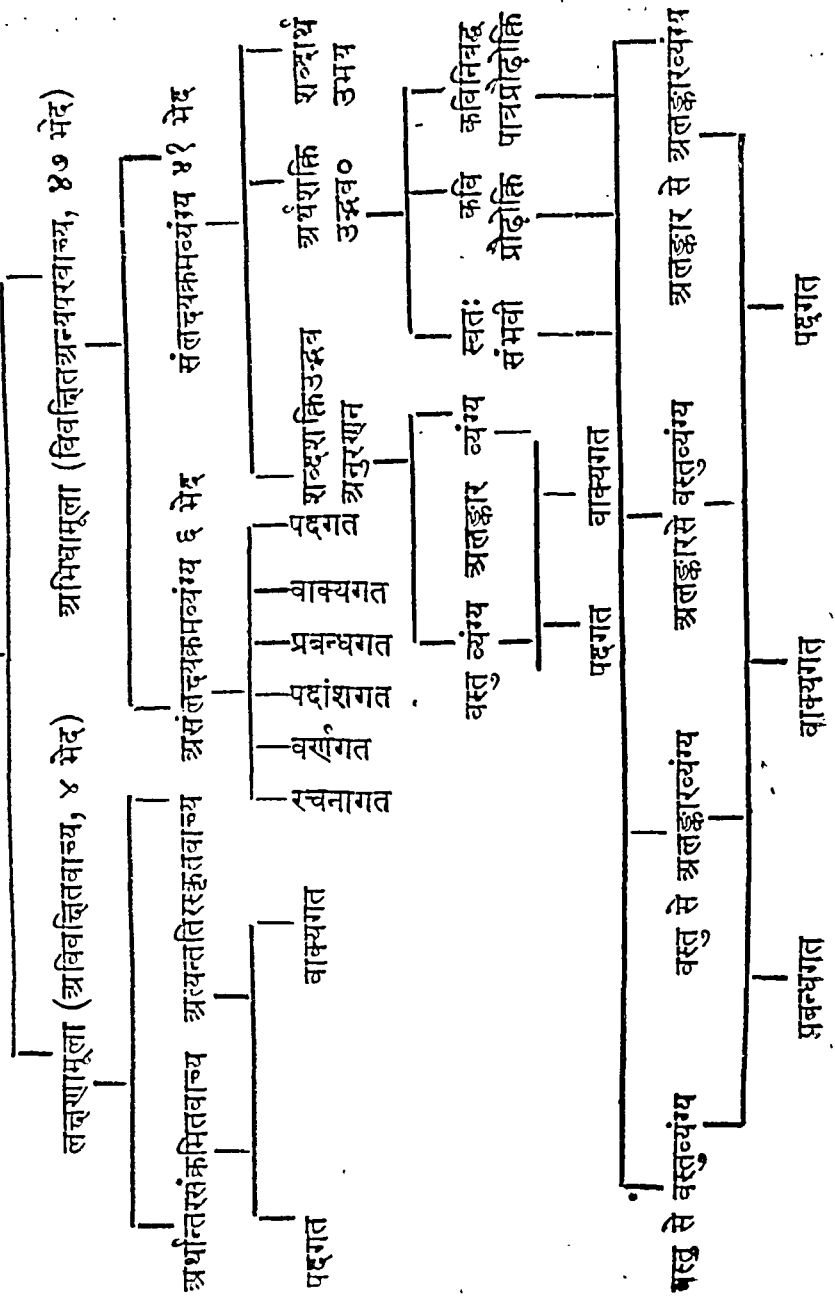 लक्षणामूला (अविवक्षितवाच्य, ४ भेद)
अभिधामूला (विवक्षितअन्यपरवाच्य, ४७ भेद)
अर्थान्तरसंक्रमितवाच्य
अत्यन्ततिरस्कृतवाच्य
असंलक्ष्यक्रमव्यंग्य ६ भेद
संलक्ष्यक्रमव्यंग्य ४१ भेद
पदगत
वाक्यगत
रचनागत
वर्णगत
पदांशगत
प्रबन्धगत
वाक्यगत
पदगत
शब्दशक्तिउद्भव
अनुरणन
अर्थशक्ति
उद्भव०
शब्दार्थ
उभय
वस्तु व्यंग्य
अलङ्कार व्यंग्य
स्वतः
संभवी
कवि
प्रौढ़ोक्ति
कविनिबद्ध
पात्रप्रौढ़ोक्ति
पदगत
वाक्यगत
वस्तु से वस्तुव्यंग्य
वस्तु से अलङ्कारव्यंग्य
अलङ्कारसे वस्तुव्यंग्य
अलङ्कार से अलङ्कारव्यंग्य
प्रबन्धगत
वाक्यगत
पदगत